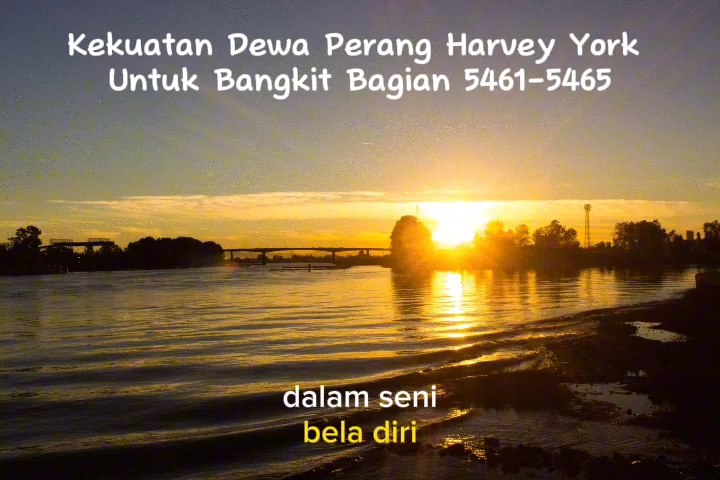 Kekuatan Dewa Perang Harvey York
Untuk Bangkit Bagian 5461-5465
dalam seni
bela diri